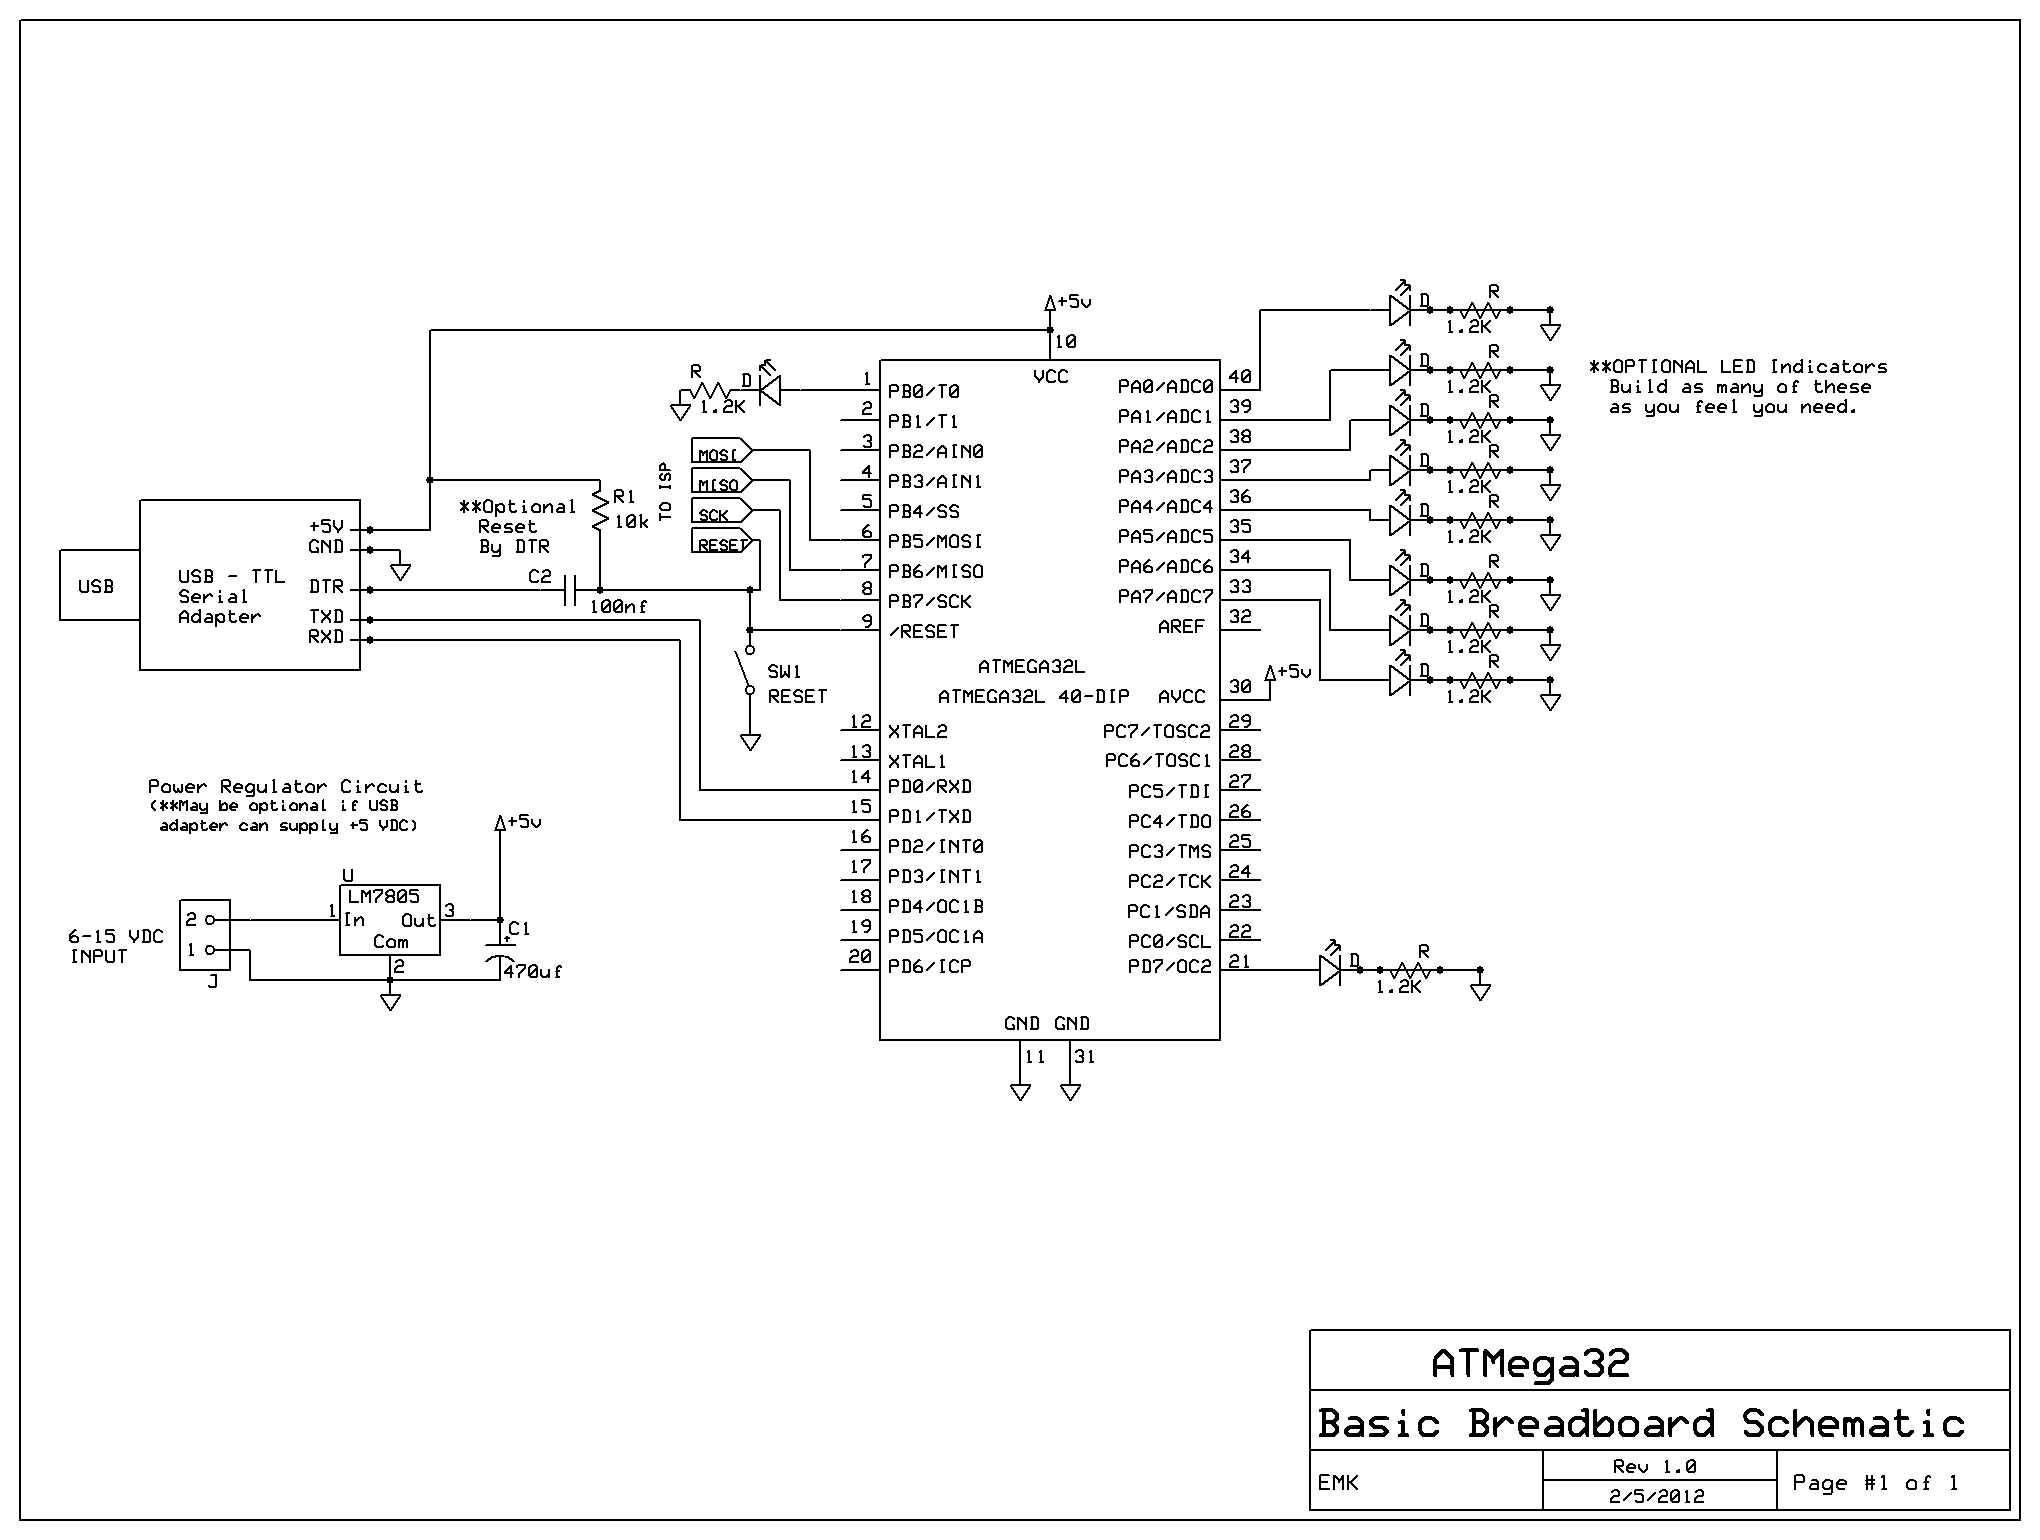 +5v
10
VCC
R
D
1.2K
1 PB0/T0
2 PB1/T1
3 PB2/AIN0
4 PB3/AIN1
5 PB4/SS
6 PB5/MOSI
7 PB6/MISO
8 PB7/SCK
9 /RESET
TO ISP
MOSI
MISO
SCK
RESET
**Optional
Reset
By DTR
R1
10k
C2
100nf
SW1
RESET
USB
USB - TTL
Serial
Adapter
+5V
GND
DTR
TXD
RXD
ATMEGA32L
ATMEGA32L 40-DIP
12 XTAL2
13 XTAL1
14 PD0/RXD
15 PD1/TXD
16 PD2/INT0
17 PD3/INT1
18 PD4/OC1B
19 PD5/OC1A
20 PD6/ICP
PA0/ADC0 40
PA1/ADC1 39
PA2/ADC2 38
PA3/ADC3 37
PA4/ADC4 36
PA5/ADC5 35
PA6/ADC6 34
PA7/ADC7 33
AREF 32
AVCC 30
+5v
PC7/TOSC2 29
PC6/TOSC1 28
PC5/TDI 27
PC4/TDO 26
PC3/TMS 25
PC2/TCK 24
PC1/SDA 23
PC0/SCL 22
PD7/OC2 21
GND GND
11 31
D R
1.2K
D R
1.2K
D R
1.2K
D R
1.2K
D R
1.2K
D R
1.2K
D R
1.2K
D R
1.2K
D R
1.2K
**OPTIONAL LED Indicators
Build as many of these
as you feel you need.
Power Regulator Circuit
(**May be optional if USB
adapter can supply +5 VDC)
+5v
U
LM7805
1 In
Out 3
Com
2
C1
+
470uf
6-15 VDC
INPUT
2
1
J
ATMega32
Basic Breadboard Schematic
EMK
Rev 1.0
2/5/2012
Page #1 of 1